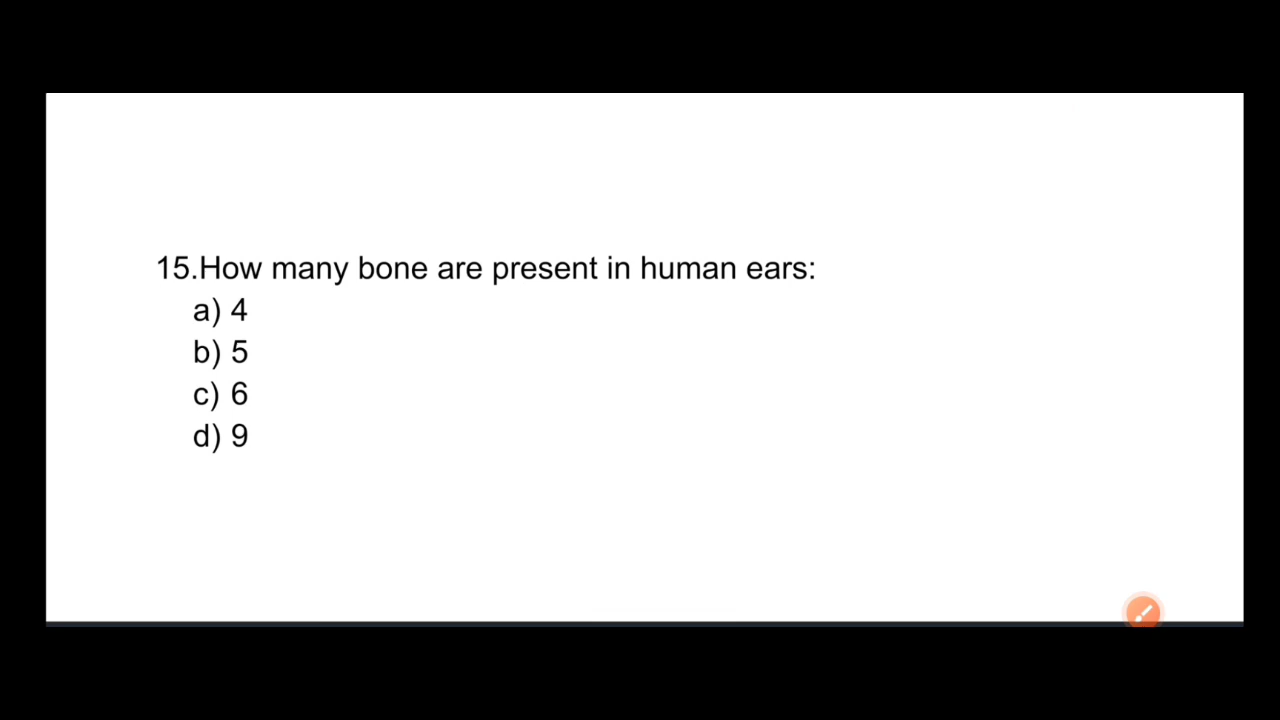 15.How many bone are present in human ears:
a) 4
b) 5
c) 6
d) 9